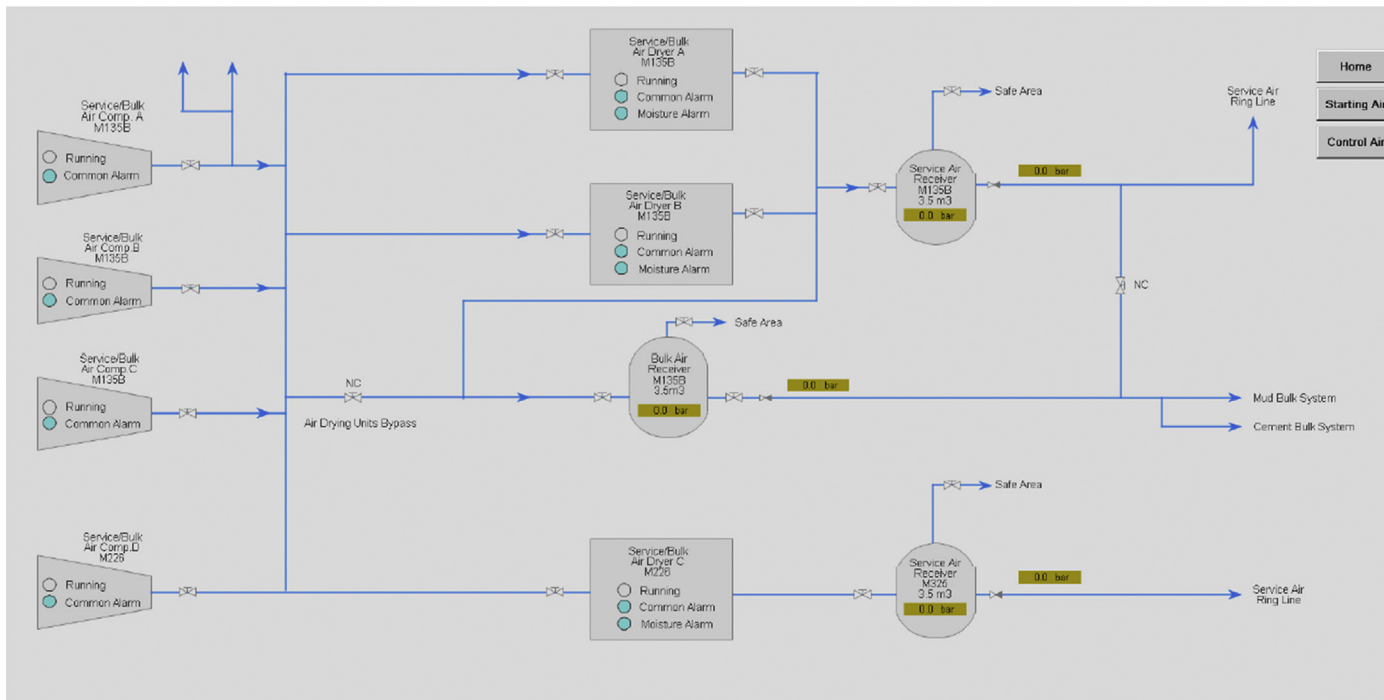 Service/Bulk
Air Comp. A
M135B
Running
Common Alarm
Service/Bulk
Air Comp.B
M135B
Running
Common Alarm
Service/Bulk
Air Comp.C
M135B
Running
Common Alarm
Service/Bulk
Air Comp.D
M226
Running
Common Alarm
NC
Air Drying Units Bypass
Service/Bulk
Air Dryer A
M135B
Running
Common Alarm
Moisture Alarm
Service/Bulk
Air Dryer B
M135B
Running
Common Alarm
Moisture Alarm
Safe Area
Bulk Air
Receiver
M135B
3.5m3
0.0 bar
0.0 bar
Service/Bulk
Air Dryer C
M226
Running
Common Alarm
Moisture Alarm
Safe Area
Service Air
Receiver
M135B
3.5 m3
0.0 bar
0.0 bar
Service Air
Ring Line
NC
Mud Bulk System
Cement Bulk System
Safe Area
Service Air
Receiver
M326
3.5 m3
0.0 bar
0.0 bar
Service Air
Ring Line
Home
Starting Air
Control Air